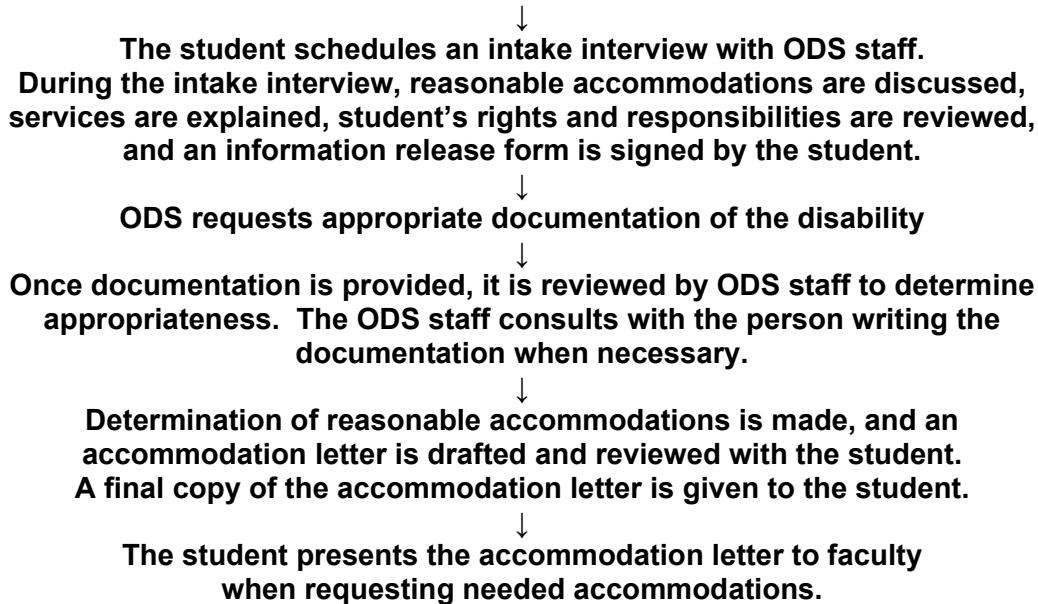 ↓
The student schedules an intake interview with ODS staff.
During the intake interview, reasonable accommodations are discussed,
services are explained, student’s rights and responsibilities are reviewed,
and an information release form is signed by the student.
↓
ODS requests appropriate documentation of the disability
↓
Once documentation is provided, it is reviewed by ODS staff to determine
appropriateness.  The ODS staff consults with the person writing the
documentation when necessary.
↓
Determination of reasonable accommodations is made, and an
accommodation letter is drafted and reviewed with the student.
A final copy of the accommodation letter is given to the student.
↓
The student presents the accommodation letter to faculty
when requesting needed accommodations.